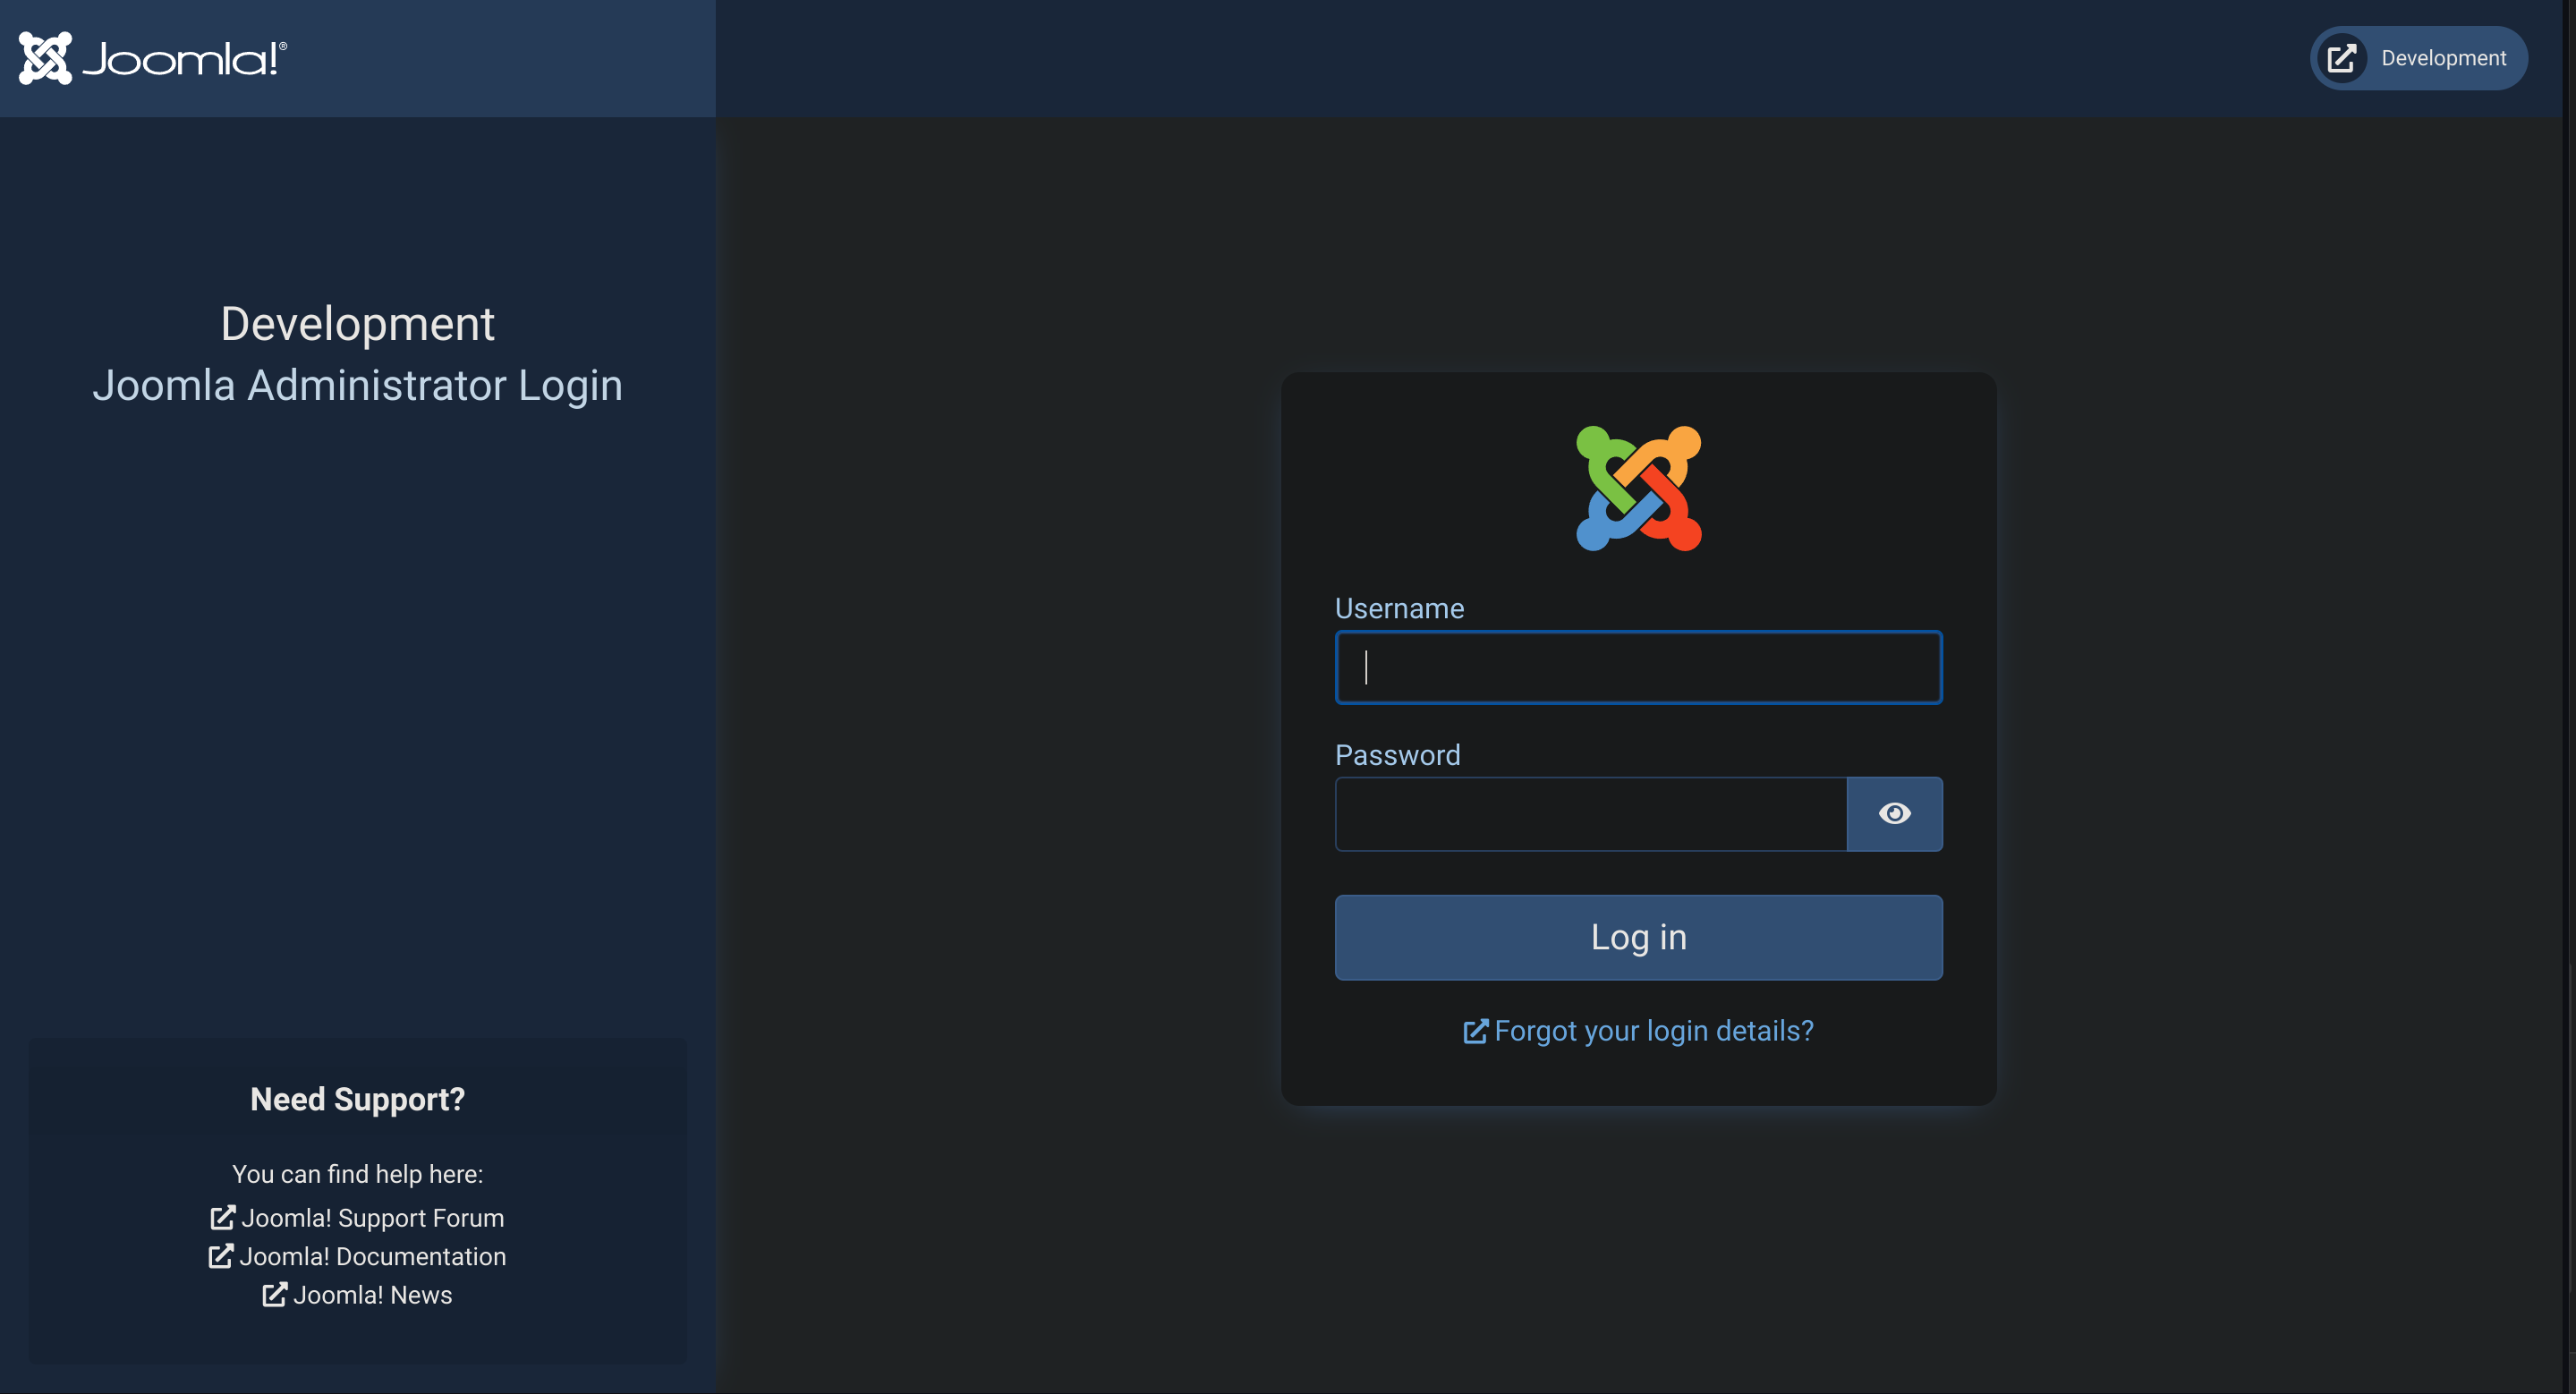 Joomla!®
Development
Development
Joomla Administrator Login
Username
Password
Log in
Forgot your login details?
Need Support?
You can find help here:
Joomla! Support Forum
Joomla! Documentation
Joomla! News